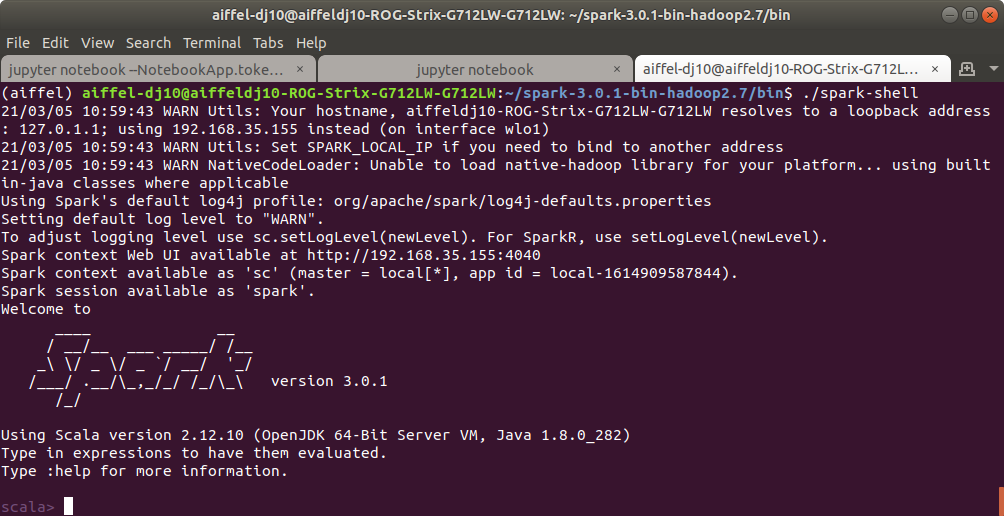 aiffel-dj10@aiffeldj10-ROG-Strix-G712LW-G712LW: ~/spark-3.0.1-bin-hadoop2.7/bin
File Edit View Search Terminal Tabs Help
jupyter notebook --NotebookApp.toke... × jupyter notebook × aiffel-dj10@aiffeldj10-ROG-Strix-G712L... ×
(aiffel) aiffel-dj10@aiffeldj10-ROG-Strix-G712LW-G712LW:~/spark-3.0.1-bin-hadoop2.7/bin$ ./spark-shell
21/03/05 10:59:43 WARN Utils: Your hostname, aiffeldj10-ROG-Strix-G712LW-G712LW resolves to a loopback address
: 127.0.1.1; using 192.168.35.155 instead (on interface wlo1)
21/03/05 10:59:43 WARN Utils: Set SPARK_LOCAL_IP if you need to bind to another address
21/03/05 10:59:43 WARN NativeCodeLoader: Unable to load native-hadoop library for your platform... using built
in-java classes where applicable
Using Spark's default log4j profile: org/apache/spark/log4j-defaults.properties
Setting default log level to "WARN".
To adjust logging level use sc.setLogLevel(newLevel). For SparkR, use setLogLevel(newLevel).
Spark context Web UI available at http://192.168.35.155:4040
Spark context available as 'sc' (master = local[*], app id = local-1614909587844).
Spark session available as 'spark'.
Welcome to
      ____              __
     / __/__  ___ _____/ /__
    _\ \/ _ \/ _ `/ __/  '_/
   /___/ .__/\_,_/_/ /_/\_\   version 3.0.1
      /_/
Using Scala version 2.12.10 (OpenJDK 64-Bit Server VM, Java 1.8.0_282)
Type in expressions to have them evaluated.
Type :help for more information.
scala>